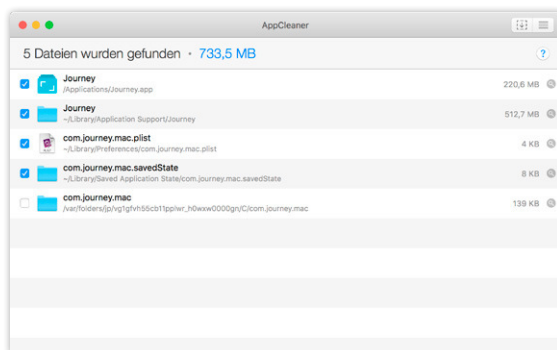 AppCleaner
5 Dateien wurden gefunden · 733,5 MB
?
Journey
/Applications/Journey.app
220,6 MB
Journey
~/Library/Application Support/Journey
512,7 MB
com.journey.mac.plist
~/Library/Preferences/com.journey.mac.plist
4 KB
com.journey.mac.savedState
~/Library/Saved Application State/com.journey.mac.savedState
8 KB
com.journey.mac
139 KB